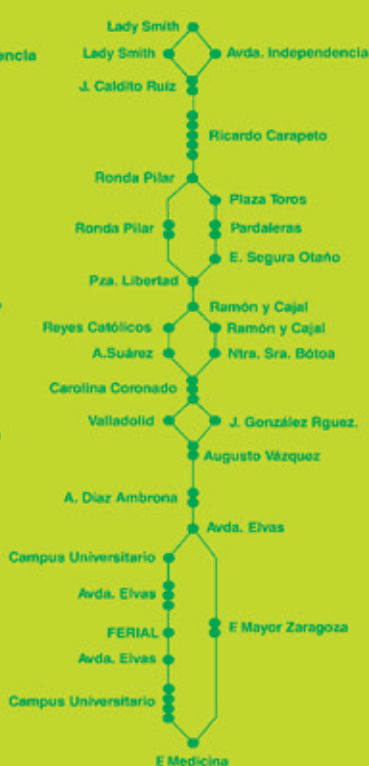 Lady Smith
encia
Lady Smith
Avda. Independencia
J. Caldito Ruiz
Ricardo Carapeto
Ronda Pilar
Plaza Toros
Ronda Pilar
Pardaleras
E. Segura Otaño
Pza. Libertad
Ramón y Cajal
Reyes Católicos
Ramón y Cajal
A.Suárez
Ntra. Sra. Bótoa
Carolina Coronado
Valladolid
J. González Rguez.
Augusto Vázquez
A. Díaz Ambrona
Avda. Elvas
Campus Universitario
Avda. Elvas
FERIAL
F Mayor Zaragoza
Avda. Elvas
Campus Universitario
F Medicina